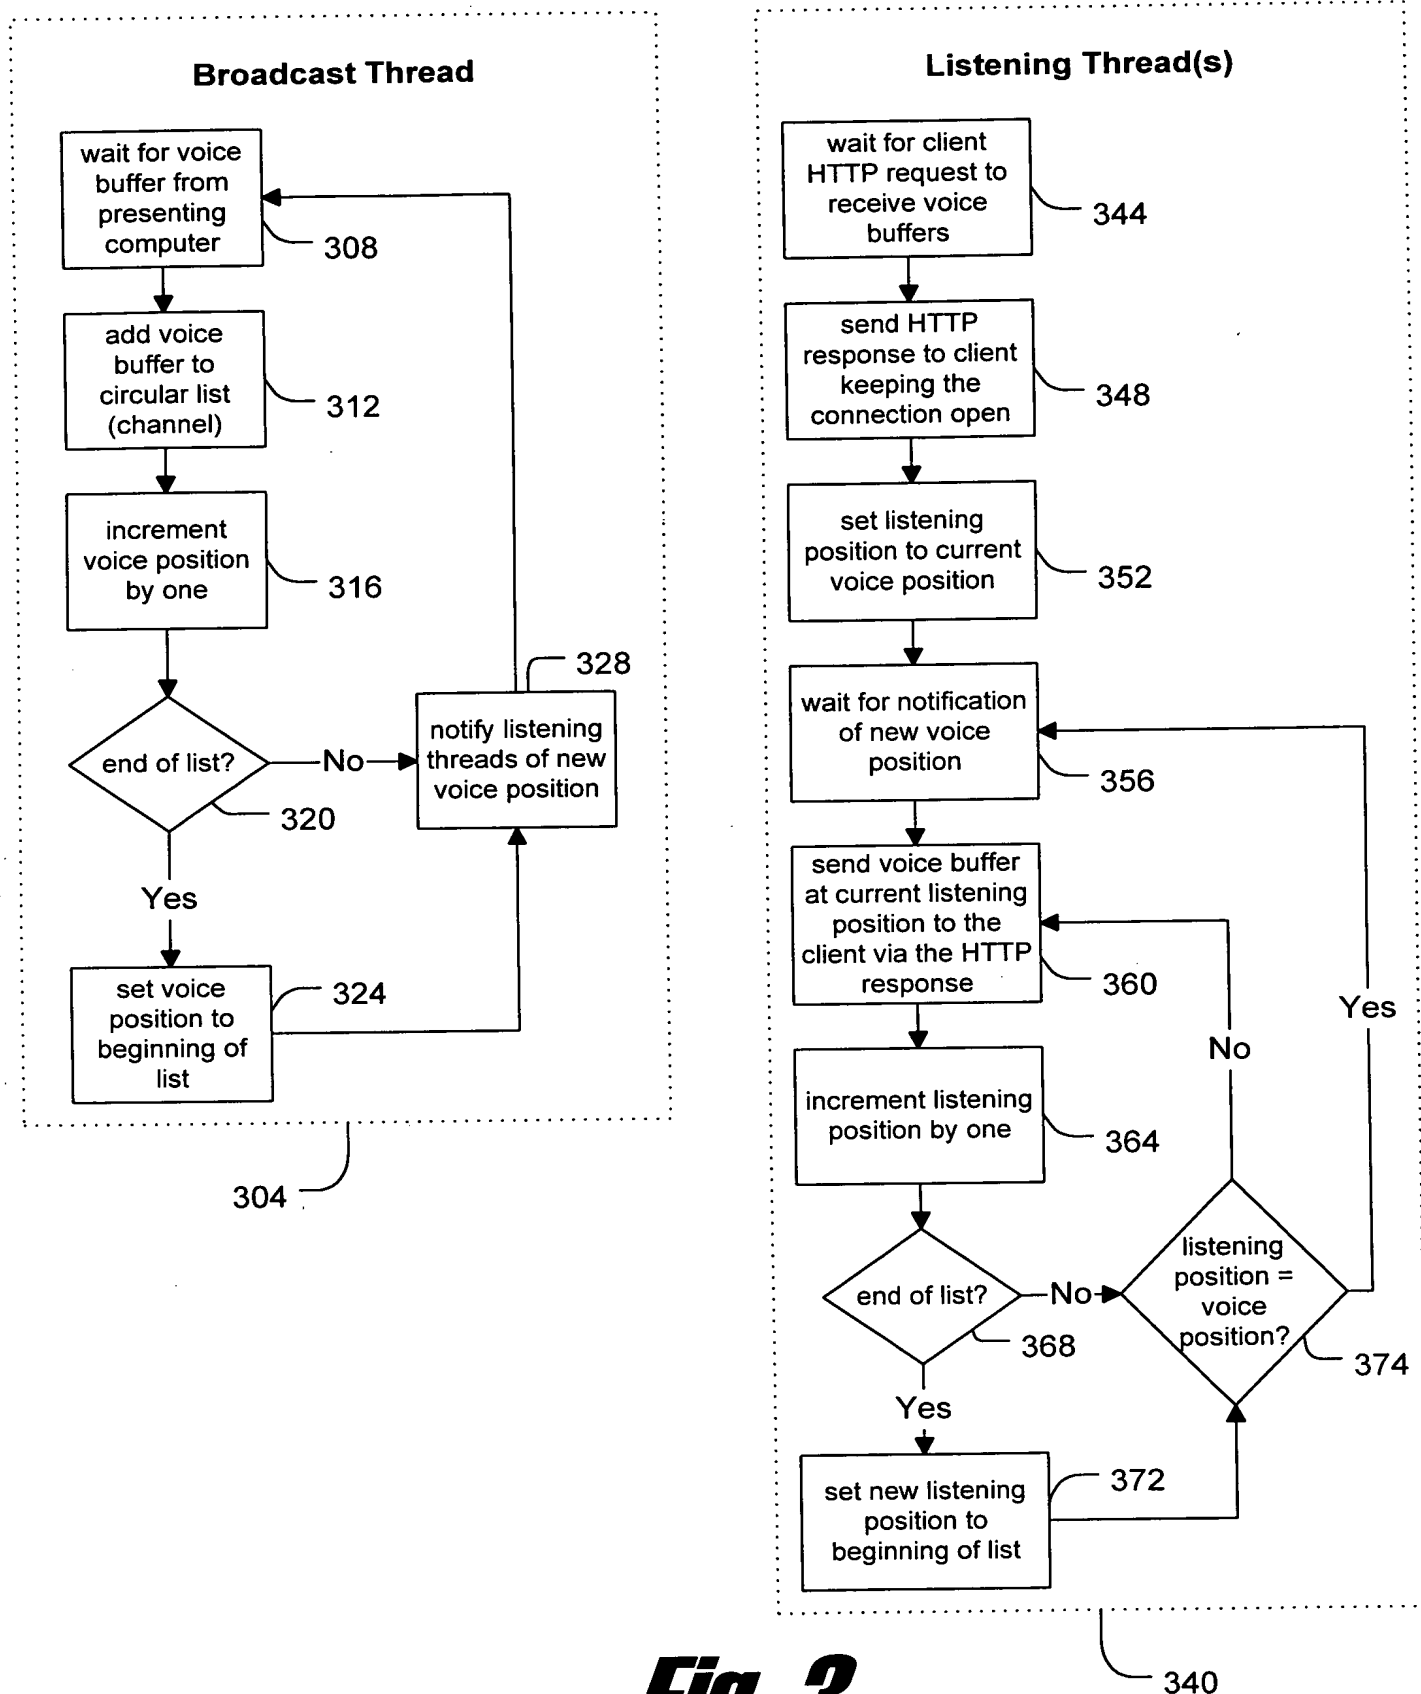 Broadcast Thread
wait for voice
buffer from
presenting
computer
308
add voice
buffer to
circular list
(channel)
312
increment
voice position
by one
316
end of list?
No
320
328
notify listening
threads of new
voice position
Yes
set voice
position to
beginning of
list
324
304
Listening Thread(s)
wait for client
HTTP request to
receive voice
buffers
344
send HTTP
response to client
keeping the
connection open
348
set listening
position to current
voice position
352
wait for notification
of new voice
position
356
send voice buffer
at current listening
position to the
client via the HTTP
response
360
increment listening
position by one
364
end of list?
No
368
listening
position =
voice
position?
374
No
Yes
Yes
set new listening
position to
beginning of list
372
340